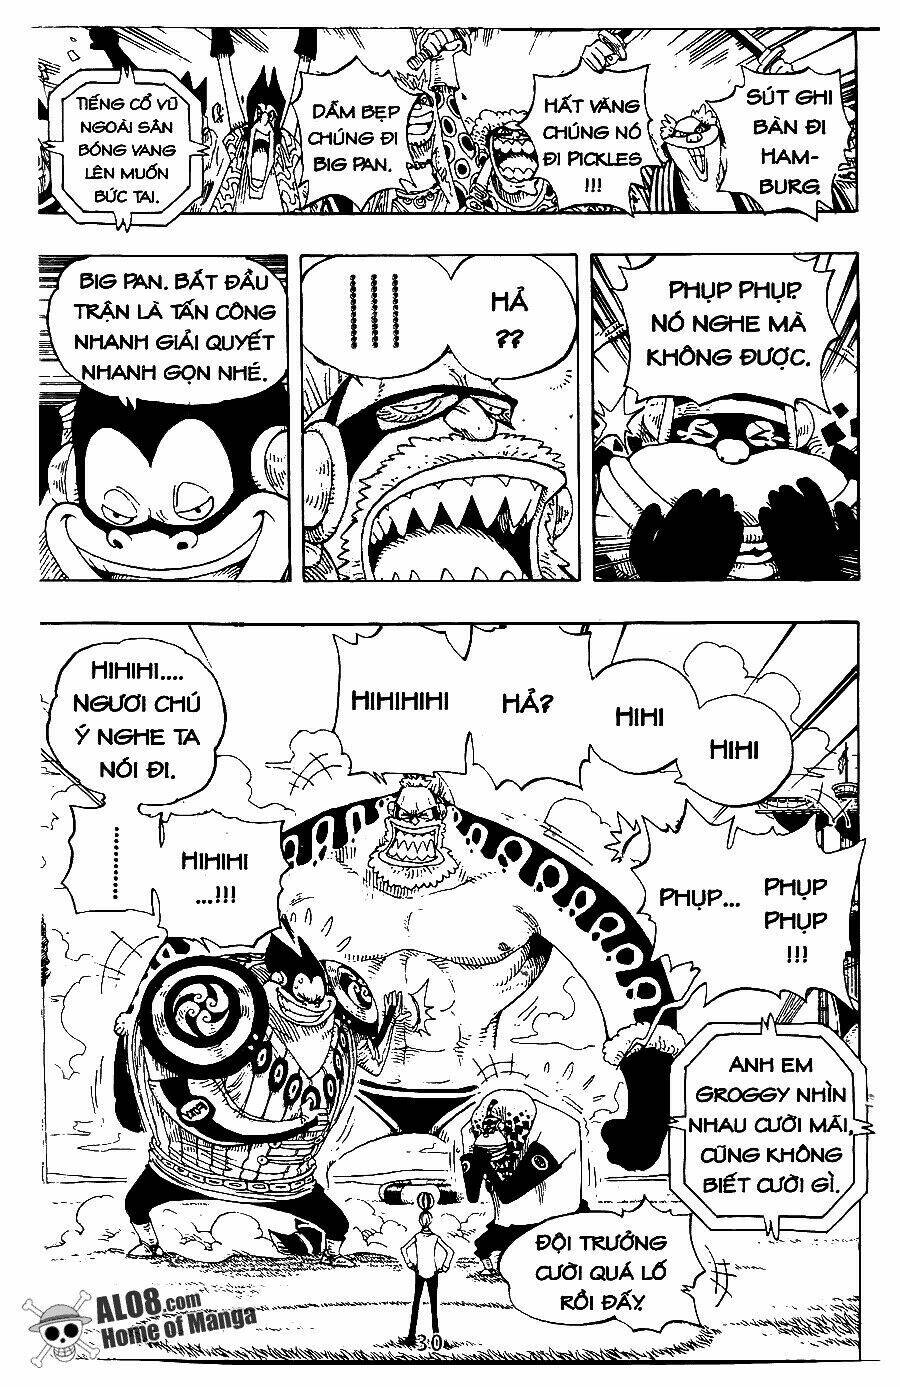 TIẾNG CỔ VŨ
NGOÀI SÂN
BÓNG VANG
LÊN MUỐN
BỨC TAI.
DẪM BẸP
CHÚNG ĐI
BIG PAN.
HẤT VĂNG
CHÚNG NÓ
ĐI PICKLES
!!!
SÚT GHI
BÀN ĐI
HAM-
BURG.
BIG PAN. BẮT ĐẦU
TRẬN LÀ TẤN CÔNG
NHANH GIẢI QUYẾT
NHANH GỌN NHÉ.
HẢ
??
PHỤP PHỤP.
NÓ NGHE MÀ
KHÔNG ĐƯỢC.
HIHIHI....
NGƯƠI CHÚ
Ý NGHE TA
NÓI ĐI.
HIHIHIHI
HẢ?
HIHI
HIHI
HIHIHI
...!!!
PHỤP...
PHỤP
PHỤP
!!!
ANH EM
GROGGY NHÌN
NHAU CƯỜI MÃI,
CŨNG KHÔNG
BIẾT CƯỜI GÌ.
ĐỘI TRƯỞNG
CƯỜI QUÁ LỐ
RỒI ĐẤY.
AL08.com
Home of Manga
30